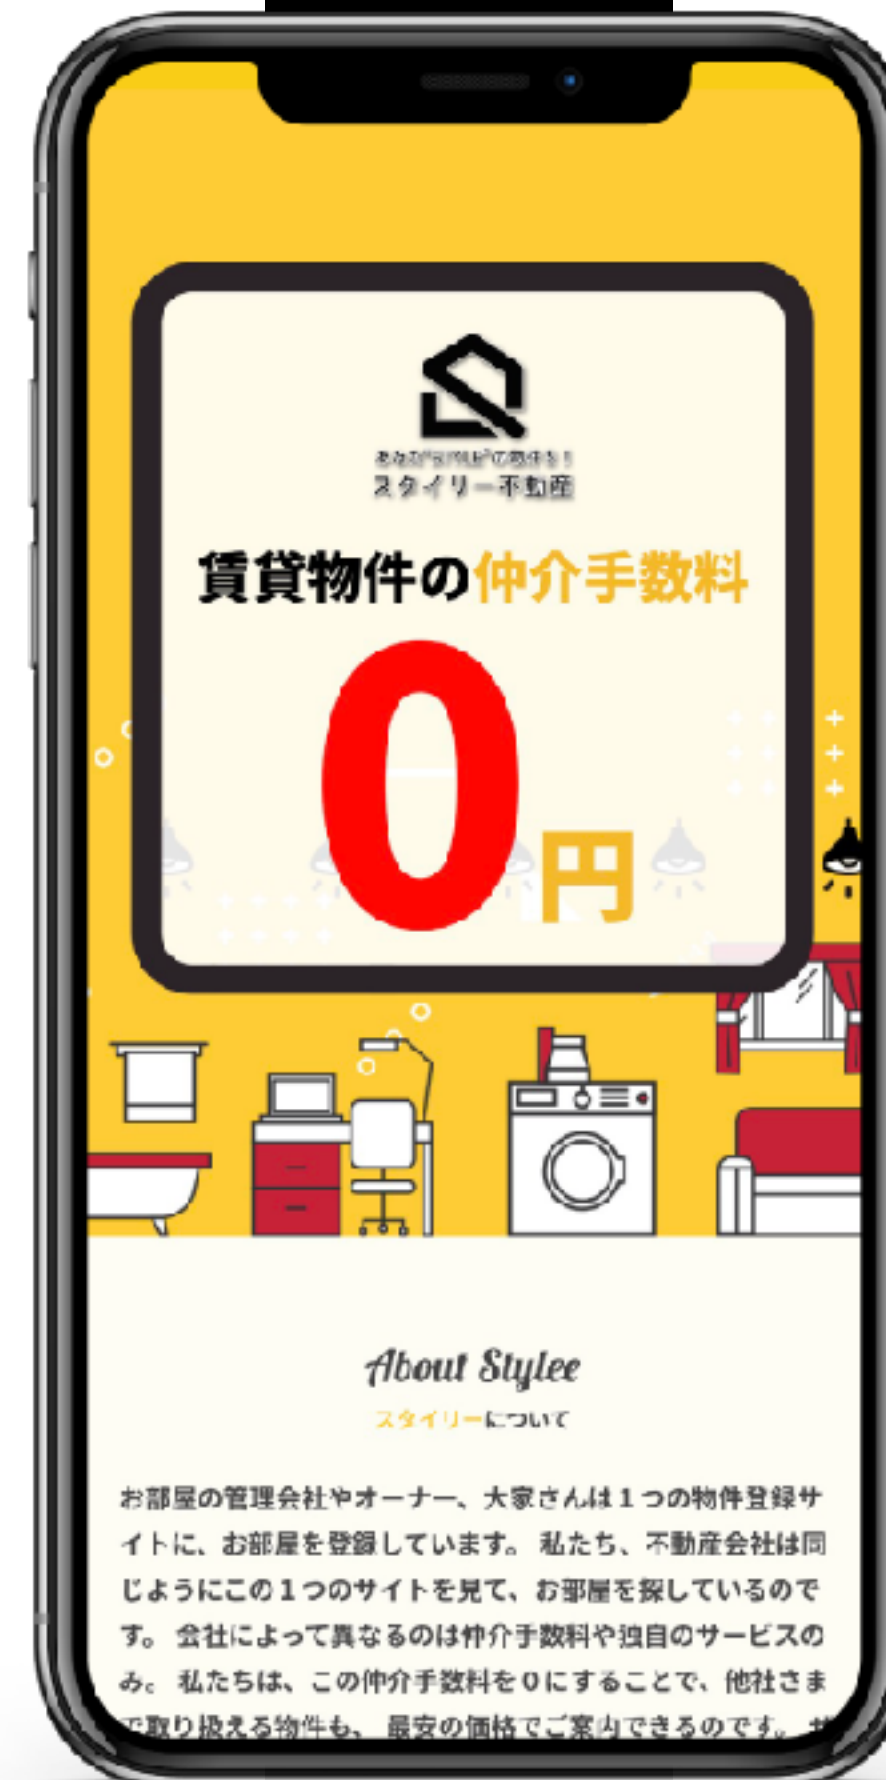 スタイリー不動産
賃貸物件の仲介手数料
0円
About Stylee
スタイリーについて
お部屋の管理会社やオーナー、大家さんは1つの物件登録サ
イトに、お部屋を登録しています。 私たち、不動産会社は同
じようにこの1つのサイトを見て、お部屋を探しているので
す。 会社によって異なるのは仲介手数料や独自のサービスの
み。 私たちは、この仲介手数料を0にすることで、他社さま
で取り扱える物件も、 最安の価格でご案内できるのです。